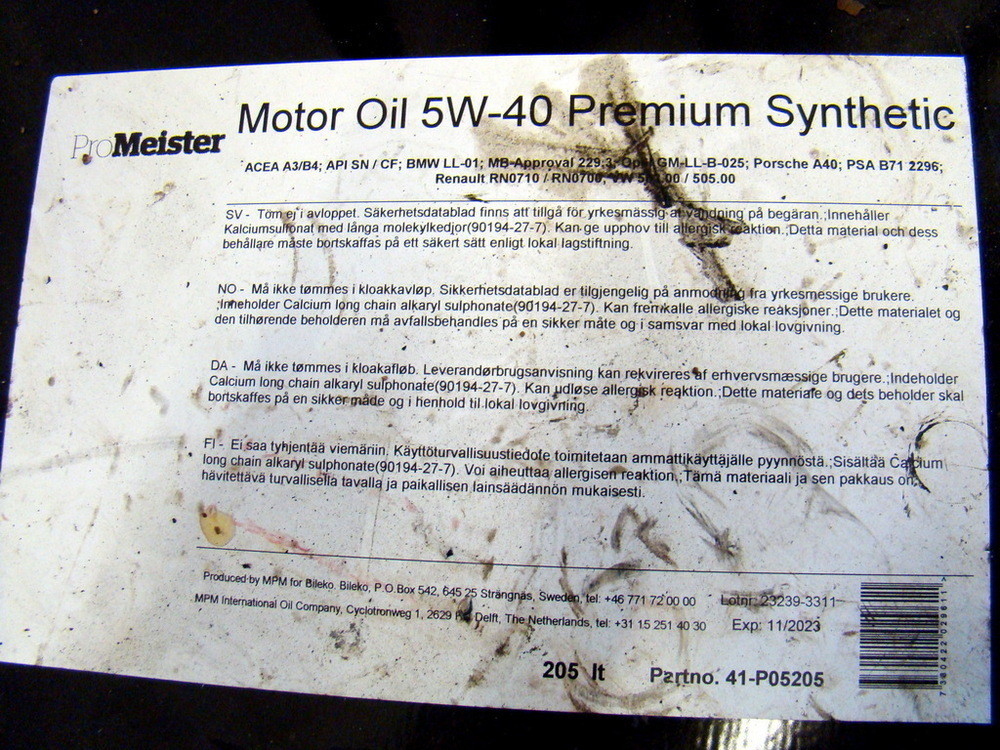 Motor Oil 5W-40 Premium Synthetic
ProMeister
ACEA A3/B4; API SN / CF; BMW LL-01; MB-Approval 229.3; Opel GM-LL-B-025; Porsche A40; PSA B71 2296;
Renault RN0710 / RN0700; VW 502.00 / 505.00
SV - Töm ej i avloppet. Säkerhetsdatablad finns att tillgå för yrkesmässig användning på begäran.;Innehåller
Kalciumsulfonat med långa molekylkedjor(90194-27-7). Kan ge upphov till allergisk reaktion.;Detta material och dess
behållare måste bortskaffas på ett säkert sätt enligt lokal lagstiftning.
NO - Må ikke tømmes i kloakkavløp. Sikkerhetsdatablad er tilgjengelig på anmodning fra yrkesmessige brukere.
;Inneholder Calcium long chain alkaryl sulphonate(90194-27-7). Kan fremkalle allergiske reaksjoner.;Dette materialet og
den tilhørende beholderen må avfallsbehandles på en sikker måte og i samsvar med lokal lovgivning.
DA - Må ikke tømmes i kloakafløb. Leverandørbrugsanvisning kan rekvireres af erhvervsmæssige brugere.;Indeholder
Calcium long chain alkaryl sulphonate(90194-27-7). Kan udløse allergisk reaktion.;Dette materiale og dets beholder skal
bortskaffes på en sikker måde og i henhold til lokal lovgivning.
FI - Ei saa tyhjentää viemäriin. Käyttöturvallisuustiedote toimitetaan ammattikäyttäjälle pyynnöstä.;Sisältää Calcium
long chain alkaryl sulphonate(90194-27-7). Voi aiheuttaa allergisen reaktion.;Tämä materiaali ja sen pakkaus on
hävitettävä turvallisella tavalla ja paikallisen lainsäädännön mukaisesti.
Produced by MPM for Bileko. Bileko, P.O.Box 542, 645 25 Strängnäs, Sweden, tel: +46 771 72 00 00
Lotnr: 23239-3311
MPM International Oil Company, Cyclotronweg 1, 2629 Delft, The Netherlands, tel: +31 15 251 40 30
Exp: 11/2023
205 lt
Partno. 41-P05205